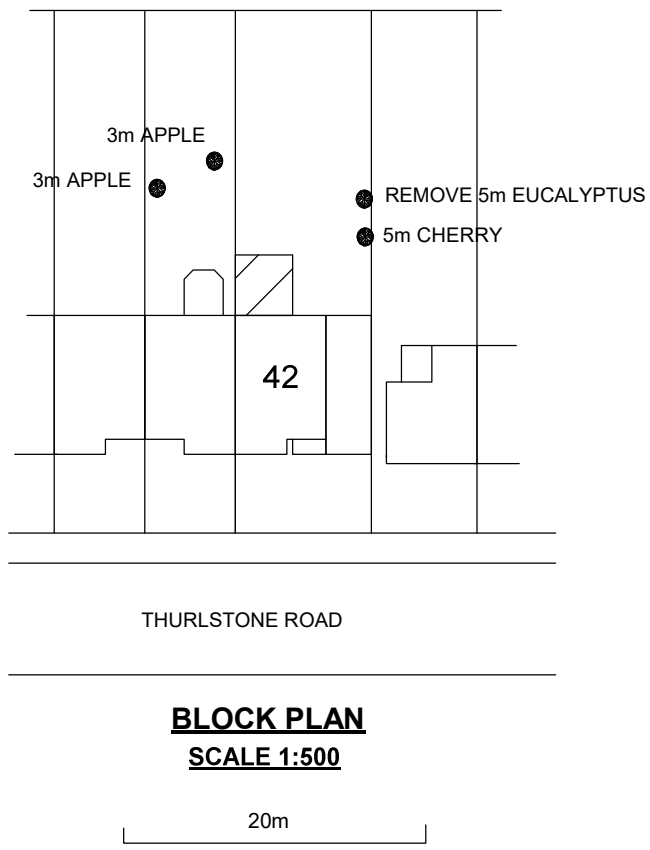 3m APPLE
3m APPLE
REMOVE 5m EUCALYPTUS
5m CHERRY
42
THURLSTONE ROAD
BLOCK PLAN
SCALE 1:500
20m